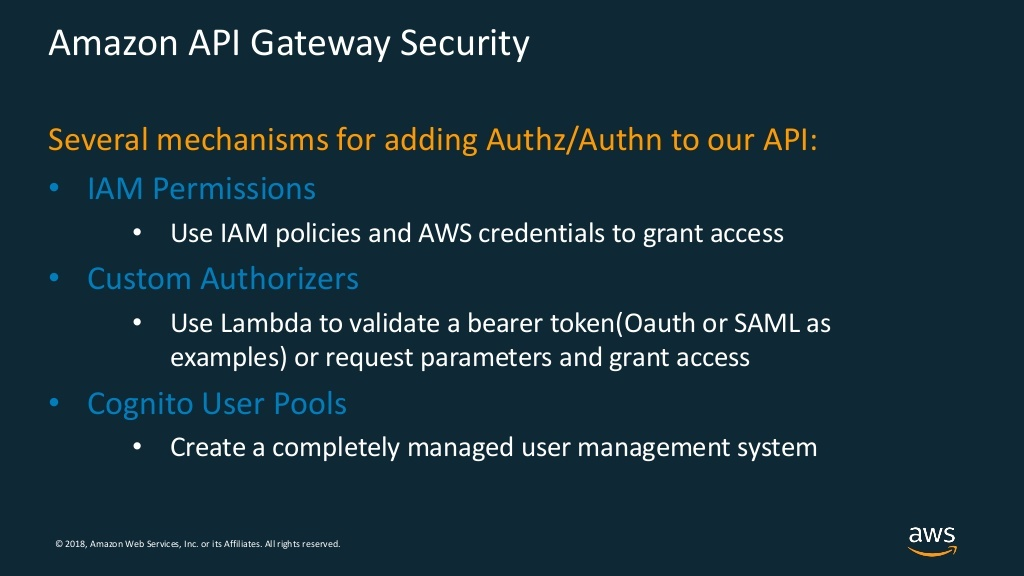 Amazon API Gateway Security
Several mechanisms for adding Authz/Authn to our API:
• IAM Permissions
• Use IAM policies and AWS credentials to grant access
• Custom Authorizers
• Use Lambda to validate a bearer token(Oauth or SAML as
examples) or request parameters and grant access
• Cognito User Pools
• Create a completely managed user management system
© 2018, Amazon Web Services, Inc. or its Affiliates. All rights reserved.
aws